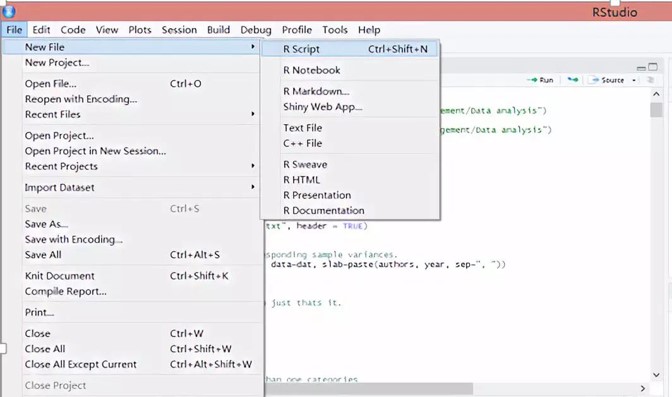 RStudio
File Edit Code View Plots Session Build Debug Profile Tools Help
New File
New Project...
Open File... Ctrl+O
Reopen with Encoding...
Recent Files
Open Project...
Open Project in New Session...
Recent Projects
Import Dataset
Save Ctrl+S
Save As...
Save with Encoding...
Save All Ctrl+Alt+S
Knit Document Ctrl+Shift+K
Compile Report...
Print...
Close Ctrl+W
Close All Ctrl+Shift+W
Close All Except Current Ctrl+Alt+Shift+W
Close Project
R Script Ctrl+Shift+N
R Notebook
R Markdown...
Shiny Web App...
Text File
C++ File
R Sweave
R HTML
R Presentation
R Documentation
Run Source
ement/Data analysis")
gement/Data analysis")
txt", header = TRUE)
sponding sample variances.
data-dat, slab-paste(authors, year, sep-", "))
just thats it.
han one categories